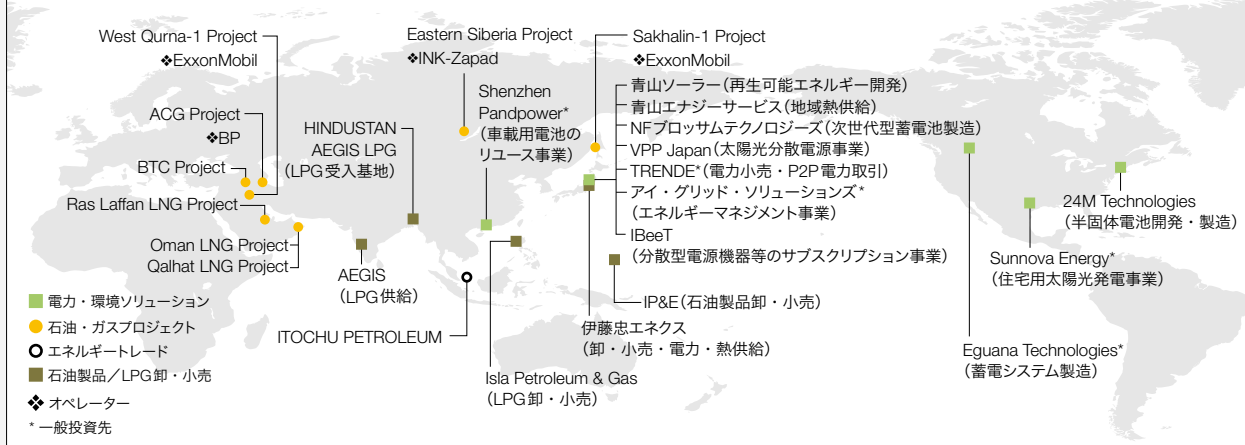 West Qurna-1 Project
❖ExxonMobil
ACG Project
❖BP
BTC Project
Ras Laffan LNG Project
Oman LNG Project
Qalhat LNG Project
HINDUSTAN
AEGIS LPG
(LPG受入基地)
AEGIS
(LPG供給)
Eastern Siberia Project
❖INK-Zapad
Shenzhen
Pandpower*
(車載用電池の
リユース事業)
ITOCHU PETROLEUM
Isla Petroleum & Gas
(LPG卸・小売)
Sakhalin-1 Project
❖ExxonMobil
青山ソーラー(再生可能エネルギー開発)
青山エナジーサービス(地域熱供給)
NFブロッサムテクノロジーズ(次世代型蓄電池製造)
VPP Japan(太陽光分散電源事業)
TRENDE*(電力小売・P2P電力取引)
アイ・グリッド・ソリューションズ*
(エネルギーマネジメント事業)
IBeeT
(分散型電源機器等のサブスクリプション事業)
IP&E(石油製品卸・小売)
伊藤忠エネクス
(卸・小売・電力・熱供給)
24M Technologies
(半固体電池開発・製造)
Sunnova Energy*
(住宅用太陽光発電事業)
Eguana Technologies*
(蓄電システム製造)
電力・環境ソリューション
石油・ガスプロジェクト
エネルギートレード
石油製品/LPG卸・小売
❖ オペレーター
* 一般投資先